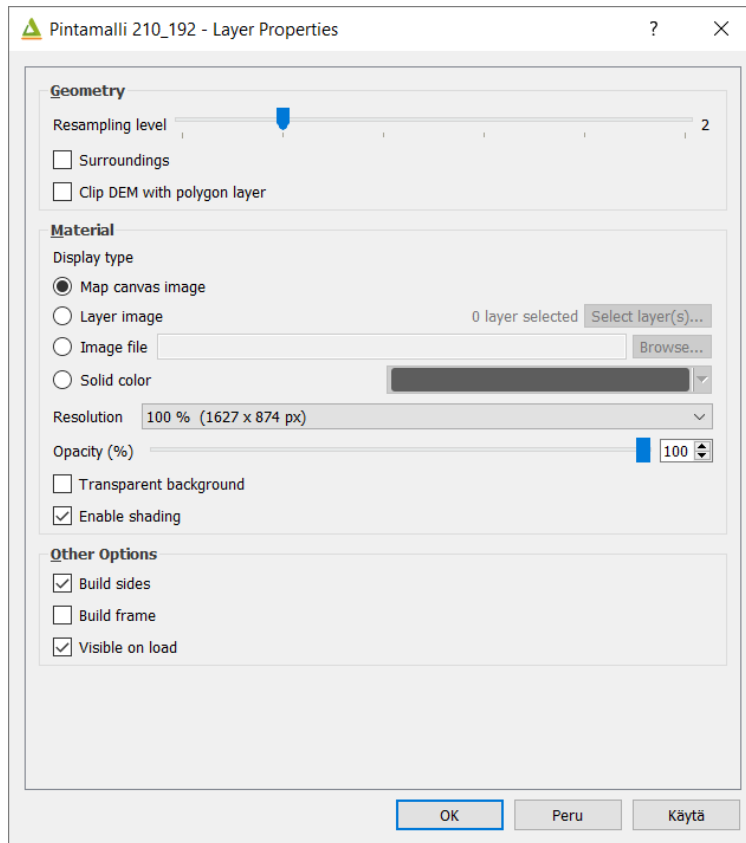 Pintamalli 210_192 - Layer Properties ?
Geometry
Resampling level 2
Surroundings
Clip DEM with polygon layer
Material
Display type
Map canvas image
Layer image 0 layer selected Select layer(s)...
Image file Browse...
Solid color
Resolution 100 % (1627 x 874 px)
Opacity (%) 100
Transparent background
Enable shading
Other Options
Build sides
Build frame
Visible on load
OK Peru Käytä